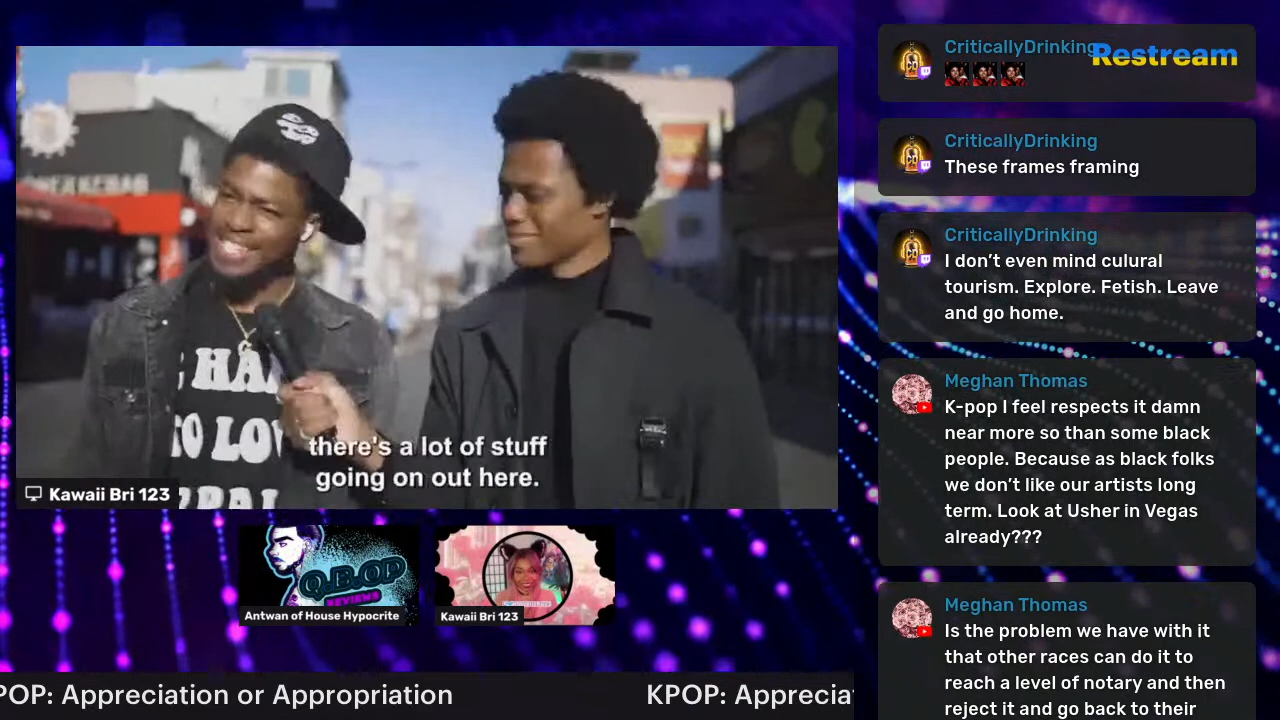 there's a lot of stuff
going on out here.
Kawaii Bri 123
Q.E.OP
REVIEWS
Antwan of House Hypocrite
Kawaii Bri 123
POP: Appreciation or Appropriation
KPOP: Apprecia
Restream
CriticallyDrinking
CriticallyDrinking
These frames framing
CriticallyDrinking
I don’t even mind culural
tourism. Explore. Fetish. Leave
and go home.
Meghan Thomas
K-pop I feel respects it damn
near more so than some black
people. Because as black folks
we don’t like our artists long
term. Look at Usher in Vegas
already???
Meghan Thomas
Is the problem we have with it
that other races can do it to
reach a level of notary and then
reject it and go back to their